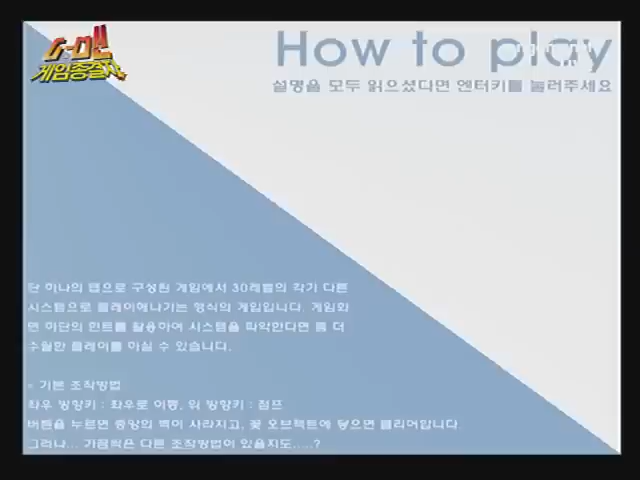 G-맨
게임종결자
How to play
설명을 모두 읽으셨다면 엔터키를 눌러주세요
단 하나의 맵으로 구성된 게임에서 30레벨의 각기 다른
시스템으로 플레이해나가는 형식의 게임입니다. 게임화
면 하단의 힌트를 활용하여 시스템을 파악한다면 좀 더
수월한 플레이를 하실 수 있습니다.
* 기본 조작방법
좌우 방향키 : 좌우로 이동, 위 방향키 : 점프
버튼을 누르면 중앙의 벽이 사라지고, 꽃 오브젝트에 닿으면 클리어합니다.
그러나... 가끔씩은 다른 조작방법이 있을지도.....?